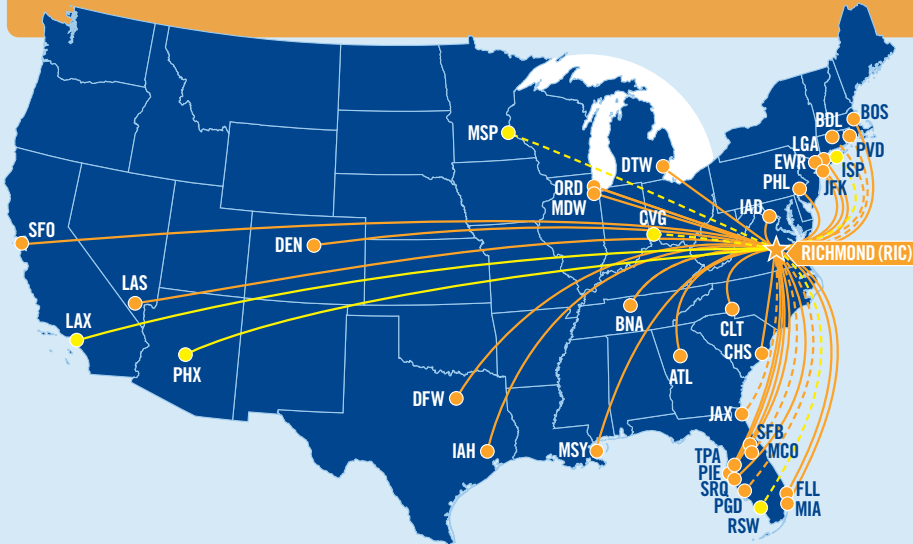 BOS
BDL
MSP
LGA
PVD
DTW
EWR
ISP
PHL
JFK
ORD
MDW
IAD
CVG
SFO
DEN
RICHMOND (RIC)
LAS
LAX
BNA
CLT
CHS
PHX
ATL
DFW
JAX
SFB
IAH
MSY
MCO
TPA
PIE
SRQ
FLL
PGD
MIA
RSW